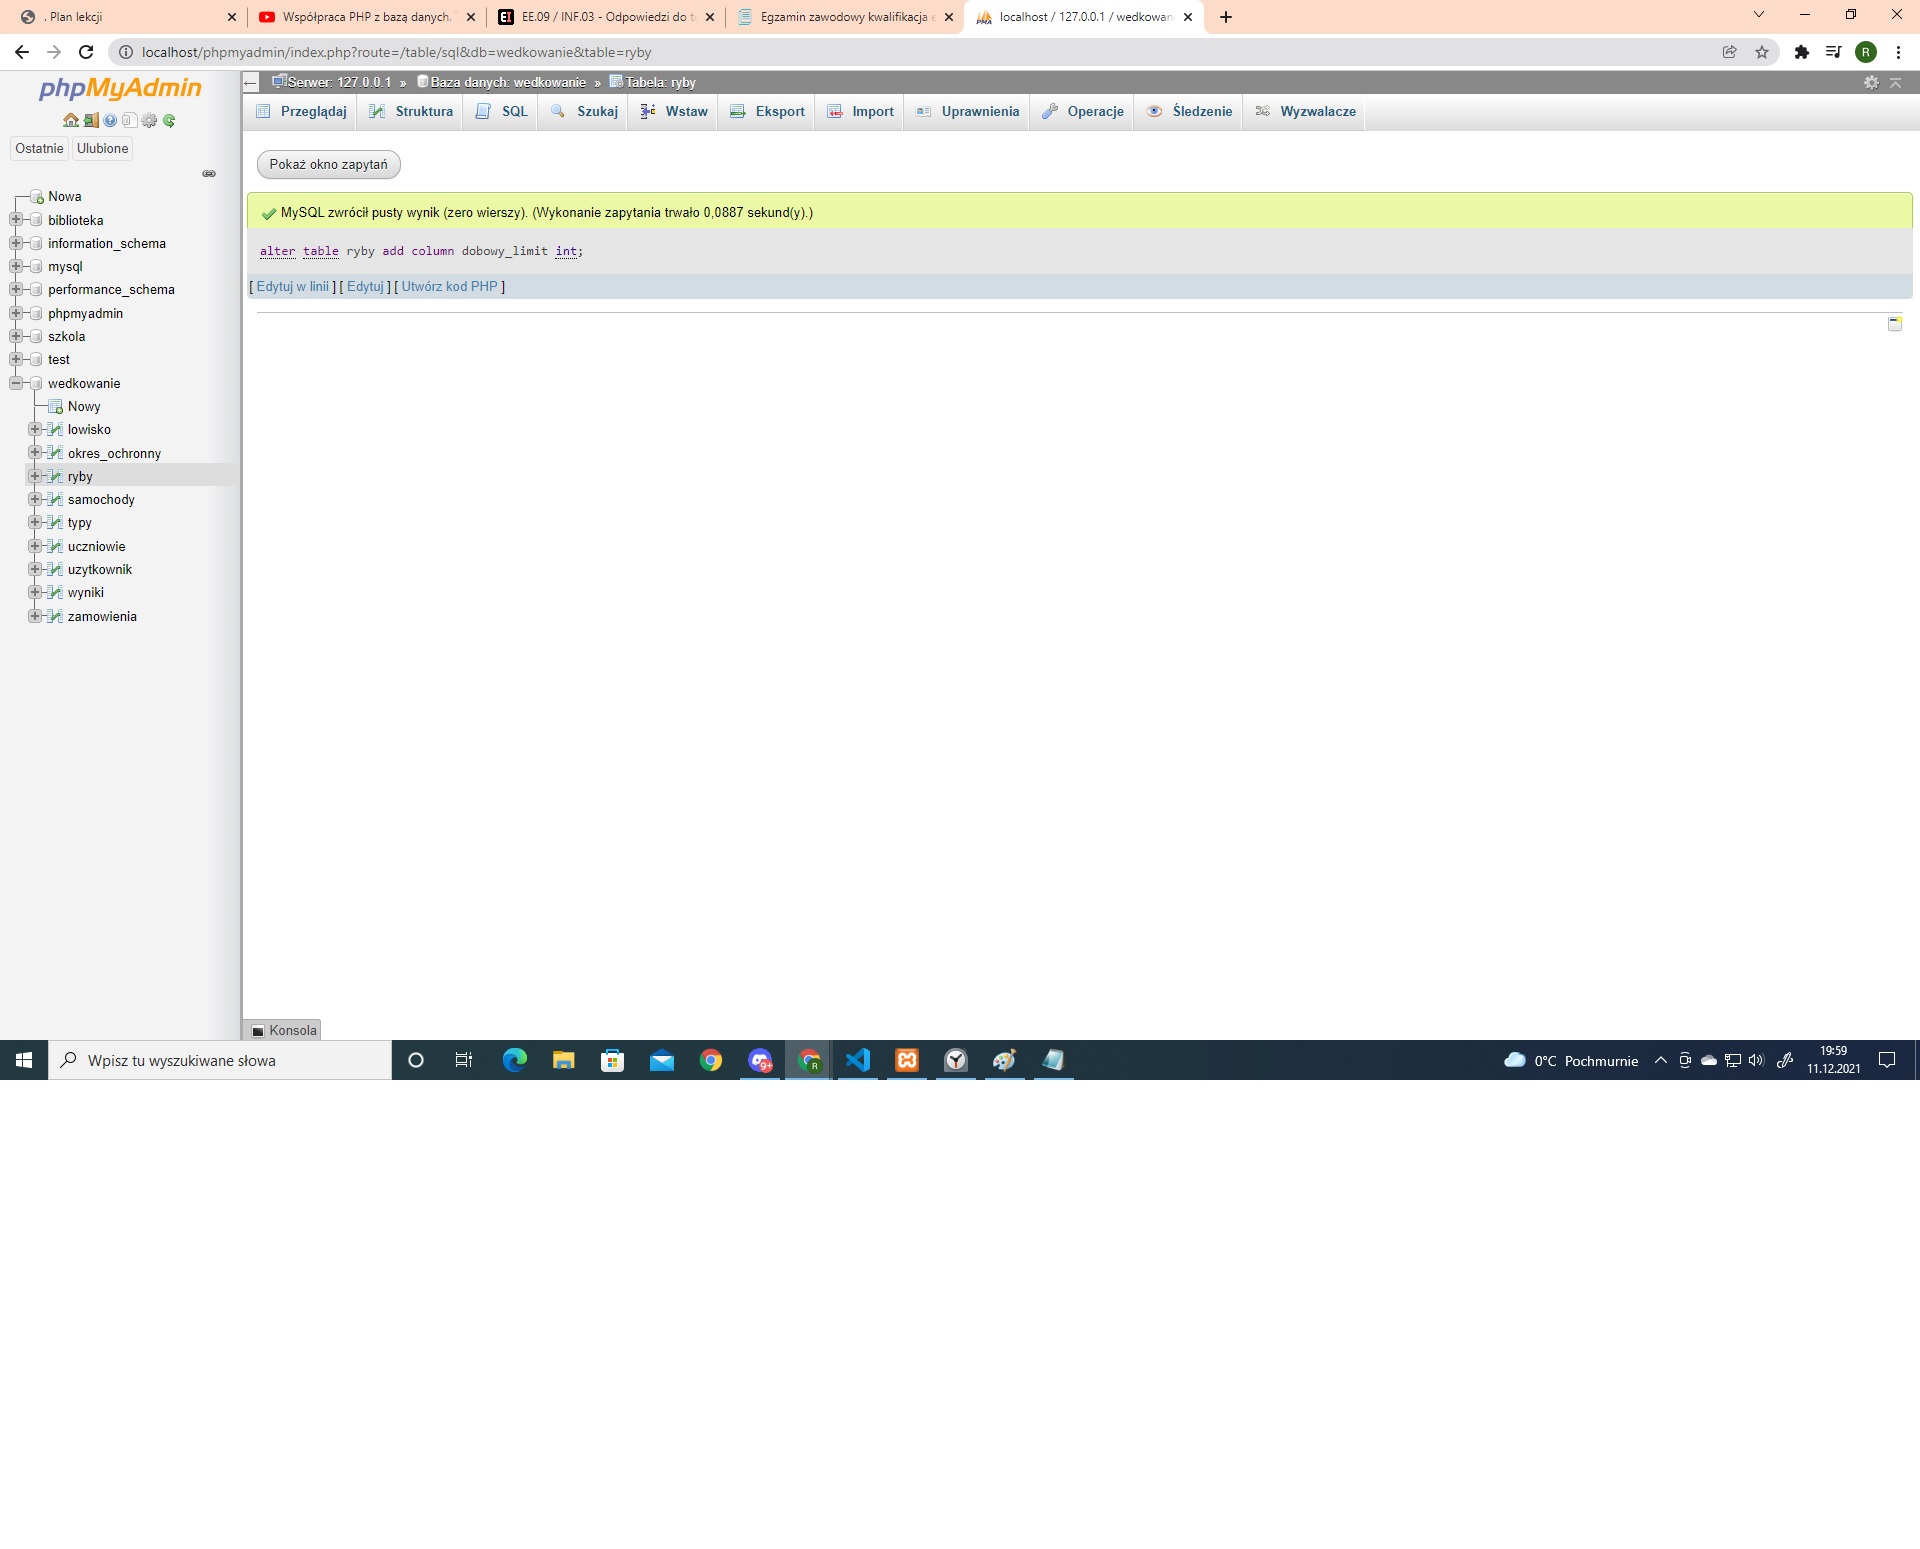 . Plan lekcji
Współpraca PHP z bazą danych.
EE.09 / INF.03 - Odpowiedzi do
Egzamin zawodowy kwalifikacja
localhost / 127.0.0.1 / wedkowan
localhost/phpmyadmin/index.php?route=/table/sql&db=wedkowanie&table=ryby
R
phpMyAdmin
Ostatnie
Ulubione
Nowa
biblioteka
information_schema
mysql
performance_schema
phpmyadmin
szkola
test
wedkowanie
Nowy
lowisko
okres_ochronny
ryby
samochody
typy
uczniowie
uzytkownik
wyniki
zamowienia
Serwer: 127.0.0.1 » Baza danych: wedkowanie » Tabela: ryby
Przeglądaj
Struktura
SQL
Szukaj
Wstaw
Eksport
Import
Uprawnienia
Operacje
Śledzenie
Wyzwalacze
Pokaż okno zapytań
MySQL zwrócił pusty wynik (zero wierszy). (Wykonanie zapytania trwało 0,0887 sekund(y).)
alter table ryby add column dobowy_limit int;
[ Edytuj w linii ] [ Edytuj ] [ Utwórz kod PHP ]
Konsola
Wpisz tu wyszukiwane słowa
9+
R
0°C Pochmurnie
19:59
11.12.2021